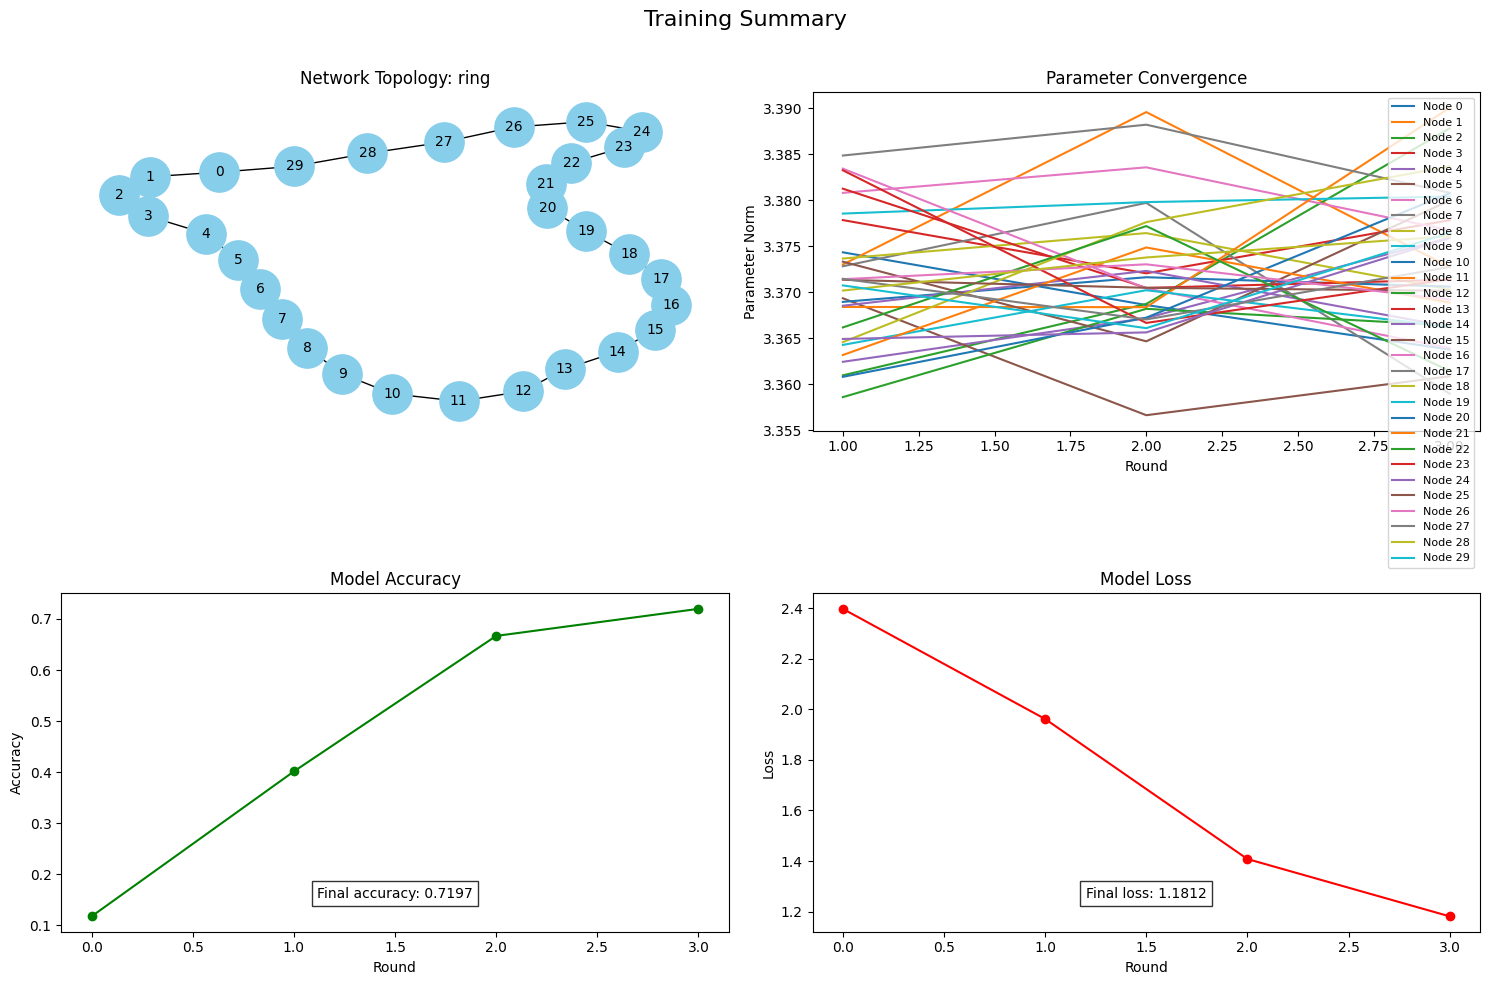 Training Summary
Network Topology: ring
26
25
24
27
23
28
22
29
0
1
21
2
20
3
19
4
18
5
17
6
16
7
15
8
14
13
9
12
10
11
Parameter Convergence
3.390
3.385
3.380
3.375
3.370
3.365
3.360
3.355
Parameter Norm
1.00
1.25
1.50
1.75
2.00
2.25
2.50
2.75
3.00
Round
Node 0
Node 1
Node 2
Node 3
Node 4
Node 5
Node 6
Node 7
Node 8
Node 9
Node 10
Node 11
Node 12
Node 13
Node 14
Node 15
Node 16
Node 17
Node 18
Node 19
Node 20
Node 21
Node 22
Node 23
Node 24
Node 25
Node 26
Node 27
Node 28
Node 29
Model Accuracy
0.7
0.6
0.5
0.4
0.3
0.2
0.1
Accuracy
Final accuracy: 0.7197
0.0
0.5
1.0
1.5
2.0
2.5
3.0
Round
Model Loss
2.4
2.2
2.0
1.8
1.6
1.4
1.2
Loss
Final loss: 1.1812
0.0
0.5
1.0
1.5
2.0
2.5
3.0
Round